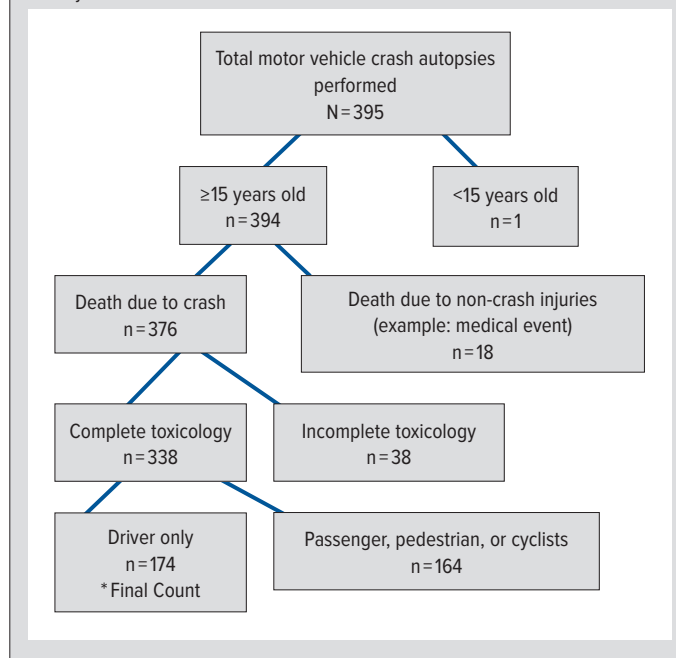 Total motor vehicle crash autopsies
performed
N=395
≥15 years old
n=394
<15 years old
n=1
Death due to crash
n=376
Death due to non-crash injuries
(example: medical event)
n=18
Complete toxicology
n=338
Incomplete toxicology
n=38
Driver only
n=174
*Final Count
Passenger, pedestrian, or cyclists
n=164